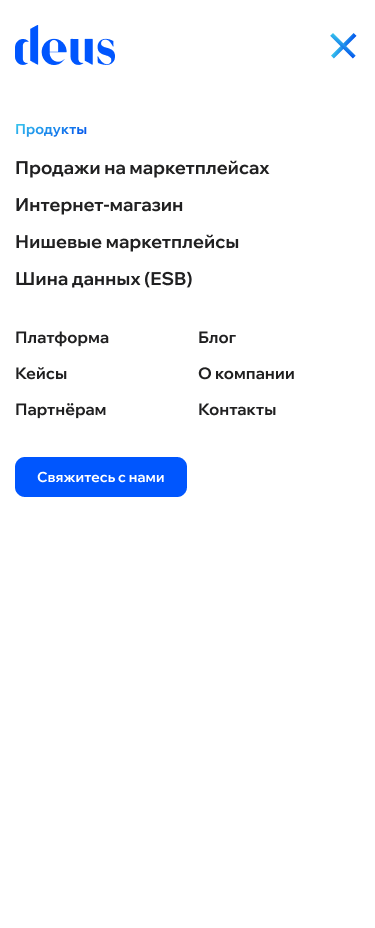 deus
Продукты
Продажи на маркетплейсах
Интернет-магазин
Нишевые маркетплейсы
Шина данных (ESB)
Платформа
Блог
Кейсы
О компании
Партнёрам
Контакты
Свяжитесь с нами